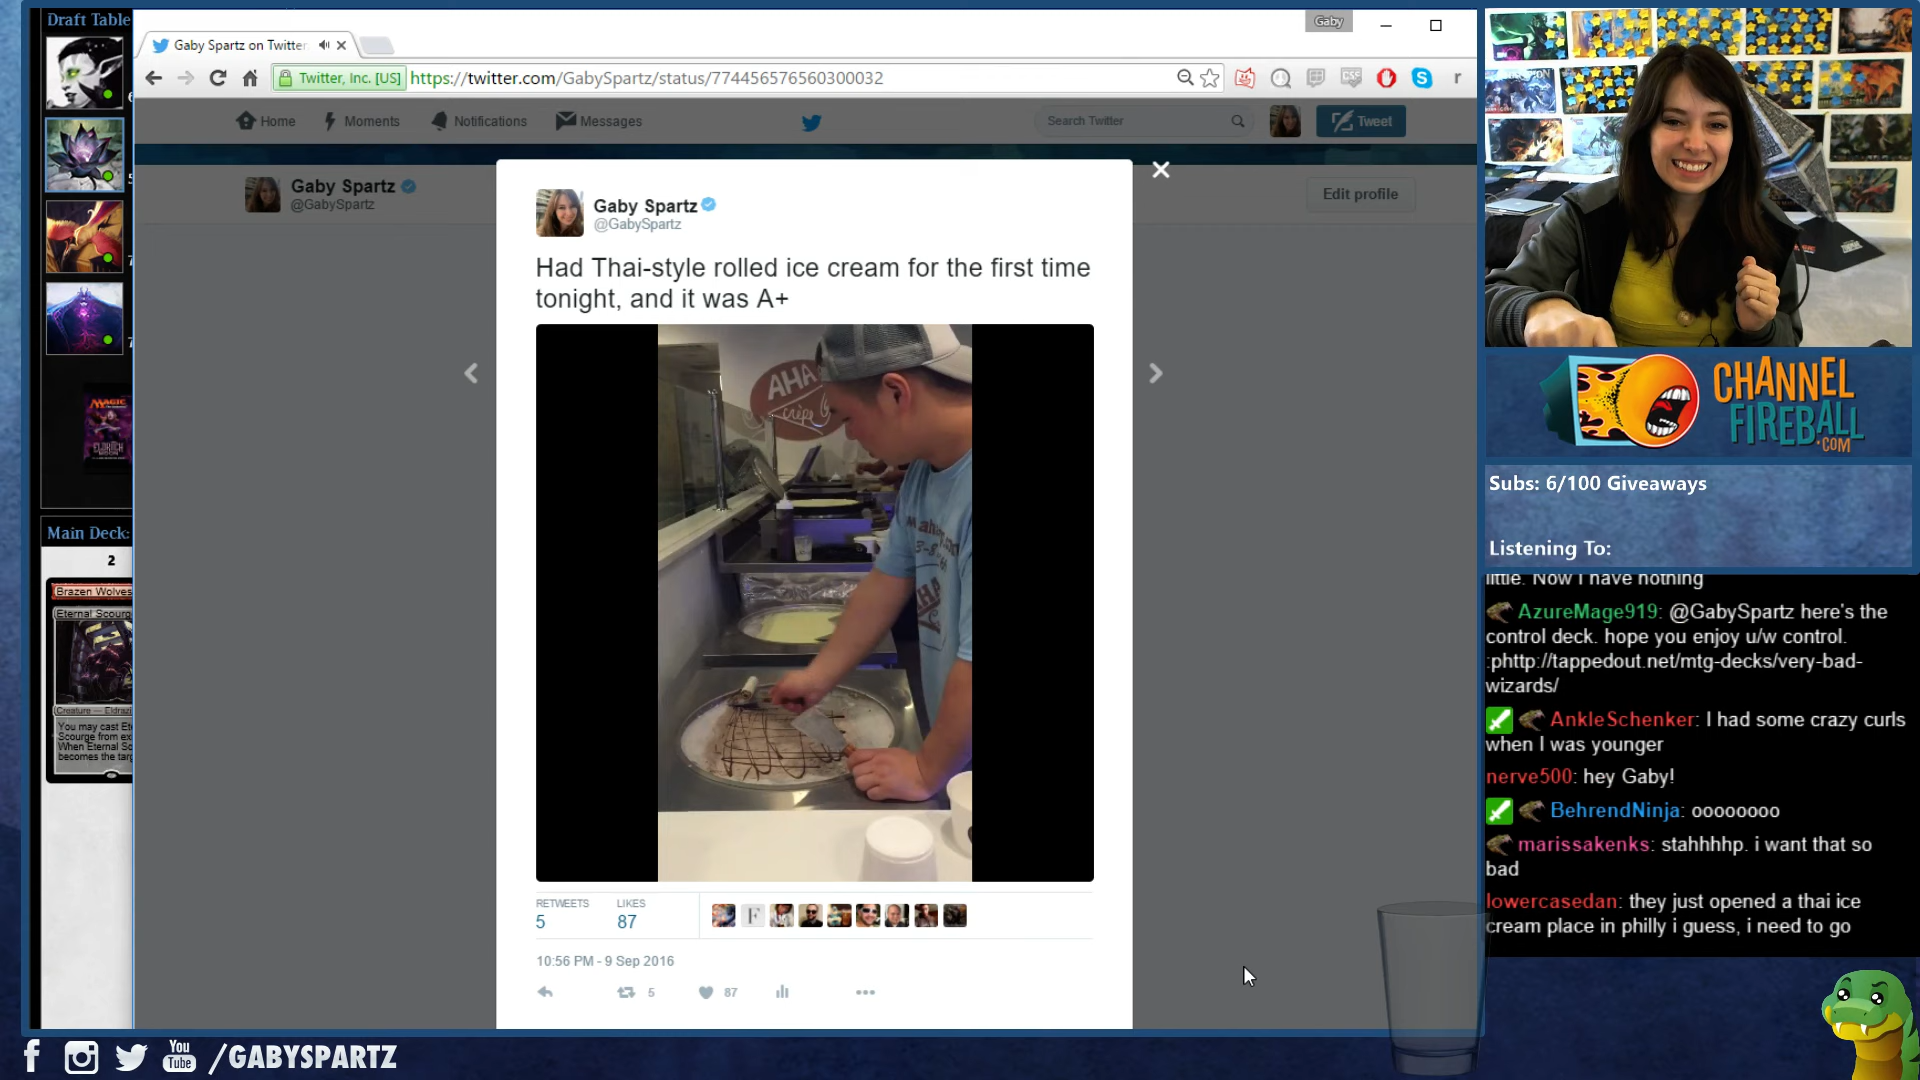 Draft Table
Gaby
Gaby Spartz on Twitter
Twitter, Inc. [US]
https://twitter.com/GabySpartz/status/774456576560300032
Home
Moments
Notifications
Messages
Search Twitter
Tweet
Gaby Spartz
@GabySpartz
Edit profile
Gaby Spartz
@GabySpartz
Had Thai-style rolled ice cream for the first time
tonight, and it was A+
AHA
crêpe
RETWEETS
5
LIKES
87
10:56 PM - 9 Sep 2016
5
87
Main Deck:
2
Brazen Wolves
Eternal Scourg
Creature — Eldrazi
You may cast Ete
Scourge from ex
When Eternal Sc
becomes the targ
MAGIC
CHANNEL
FIREBALL
.COM
Subs: 6/100 Giveaways
Listening To:
little. Now I have nothing
AzureMage919: @GabySpartz here's the
control deck. hope you enjoy u/w control.
:phttp://tappedout.net/mtg-decks/very-bad-
wizards/
AnkleSchenker: I had some crazy curls
when I was younger
nerve500: hey Gaby!
BehrendNinja: oooooooo
marissakenks: stahhhhp. i want that so
bad
lowercasedan: they just opened a thai ice
cream place in philly i guess, i need to go
You
Tube
/GABYSPARTZ